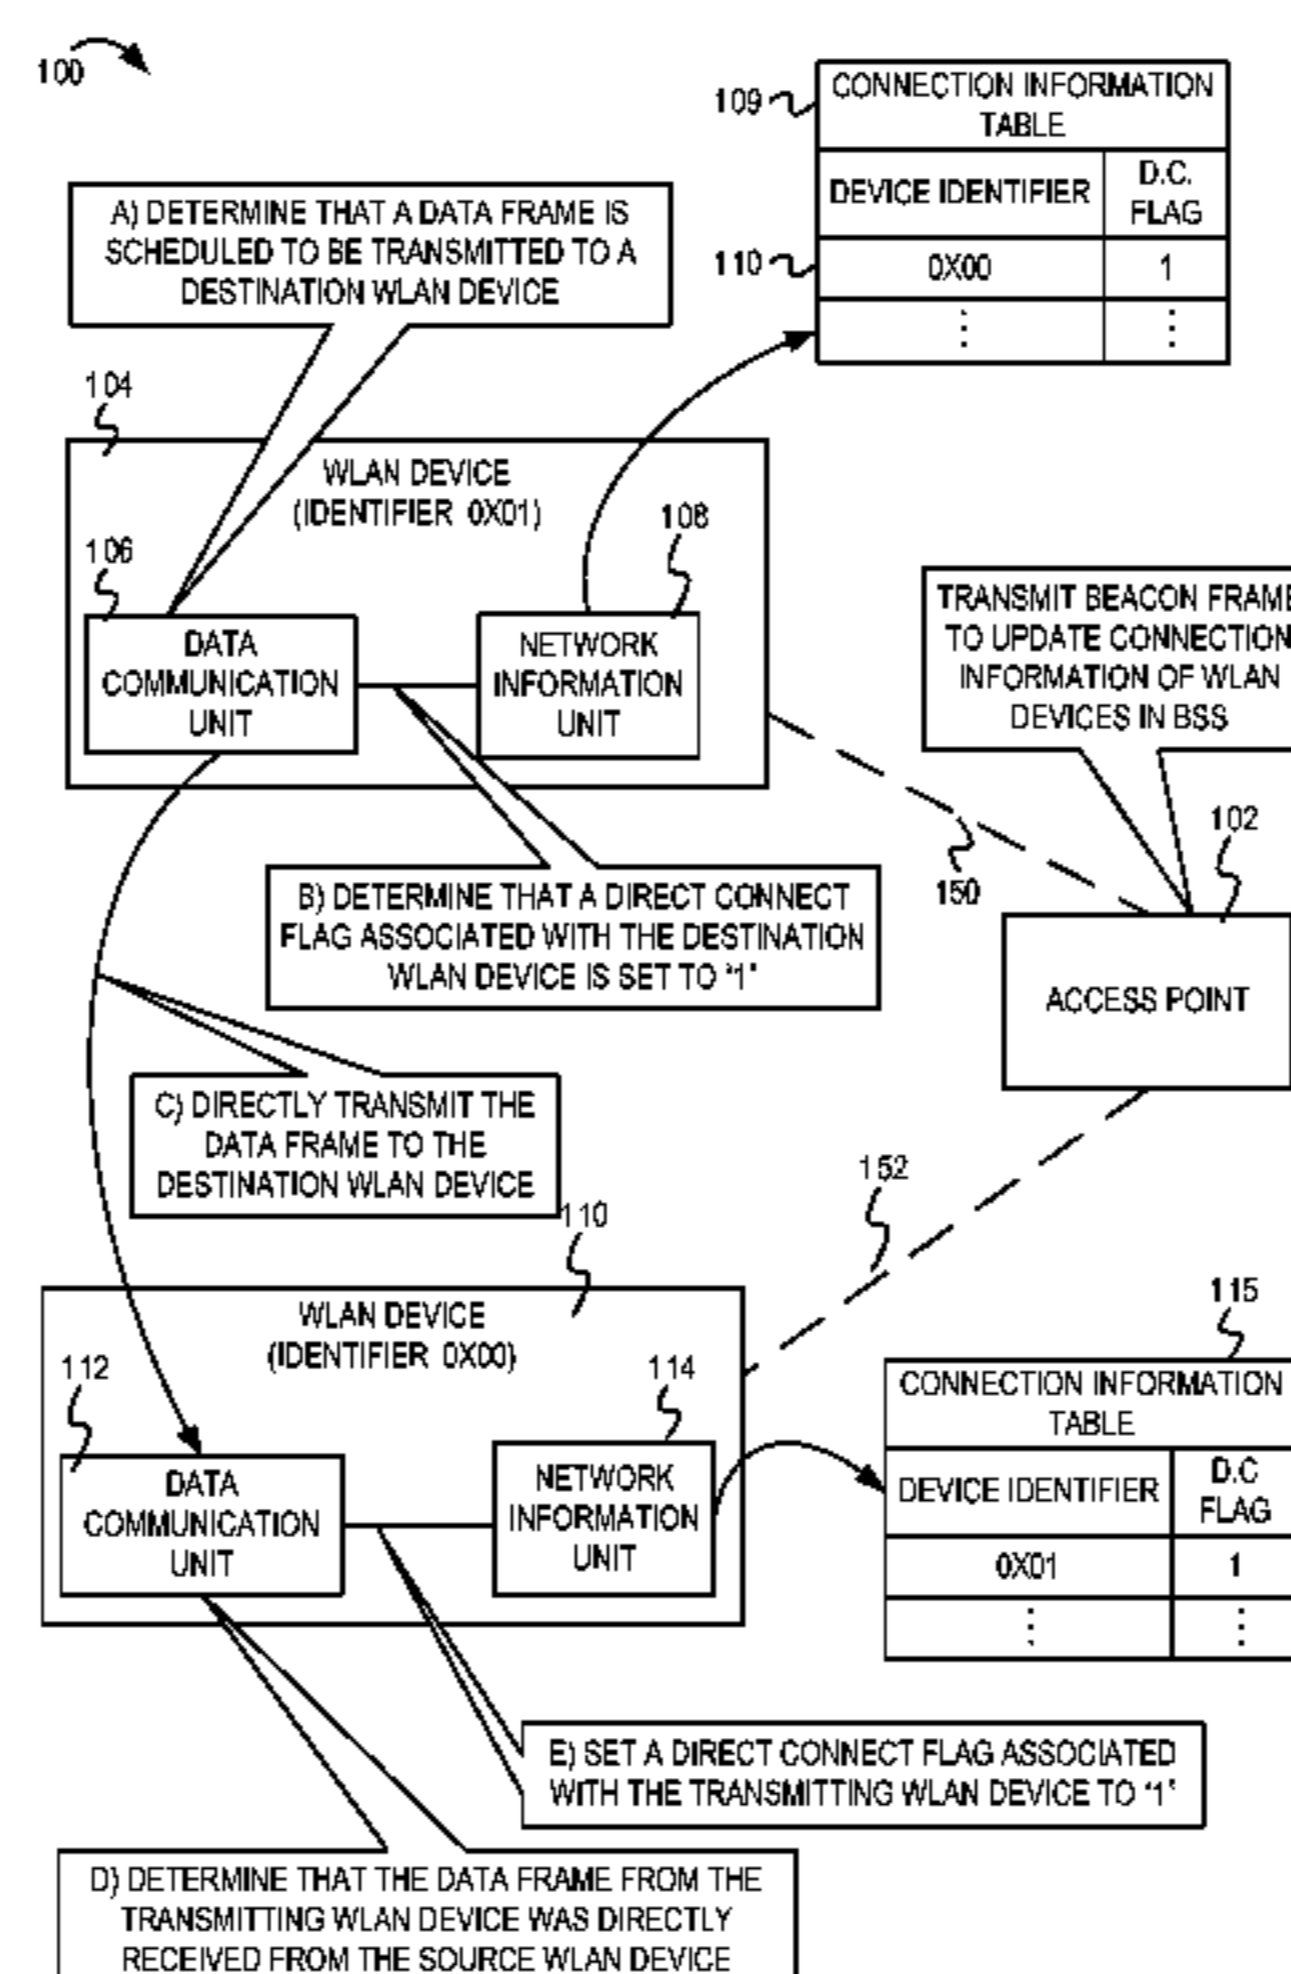 100
109
CONNECTION INFORMATION
TABLE
DEVICE IDENTIFIER
D.C.
FLAG
110
0X00
1
A) DETERMINE THAT A DATA FRAME IS
SCHEDULED TO BE TRANSMITTED TO A
DESTINATION WLAN DEVICE
104
WLAN DEVICE
(IDENTIFIER 0X01)
106
108
DATA
COMMUNICATION
UNIT
NETWORK
INFORMATION
UNIT
TRANSMIT BEACON FRAME
TO UPDATE CONNECTION
INFORMATION OF WLAN
DEVICES IN BSS
102
150
B) DETERMINE THAT A DIRECT CONNECT
FLAG ASSOCIATED WITH THE DESTINATION
WLAN DEVICE IS SET TO "1"
ACCESS POINT
C) DIRECTLY TRANSMIT THE
DATA FRAME TO THE
DESTINATION WLAN DEVICE
152
110
WLAN DEVICE
(IDENTIFIER 0X00)
112
114
DATA
COMMUNICATION
UNIT
NETWORK
INFORMATION
UNIT
115
CONNECTION INFORMATION
TABLE
DEVICE IDENTIFIER
D.C
FLAG
0X01
1
E) SET A DIRECT CONNECT FLAG ASSOCIATED
WITH THE TRANSMITTING WLAN DEVICE TO "1"
D) DETERMINE THAT THE DATA FRAME FROM THE
TRANSMITTING WLAN DEVICE WAS DIRECTLY
RECEIVED FROM THE SOURCE WLAN DEVICE